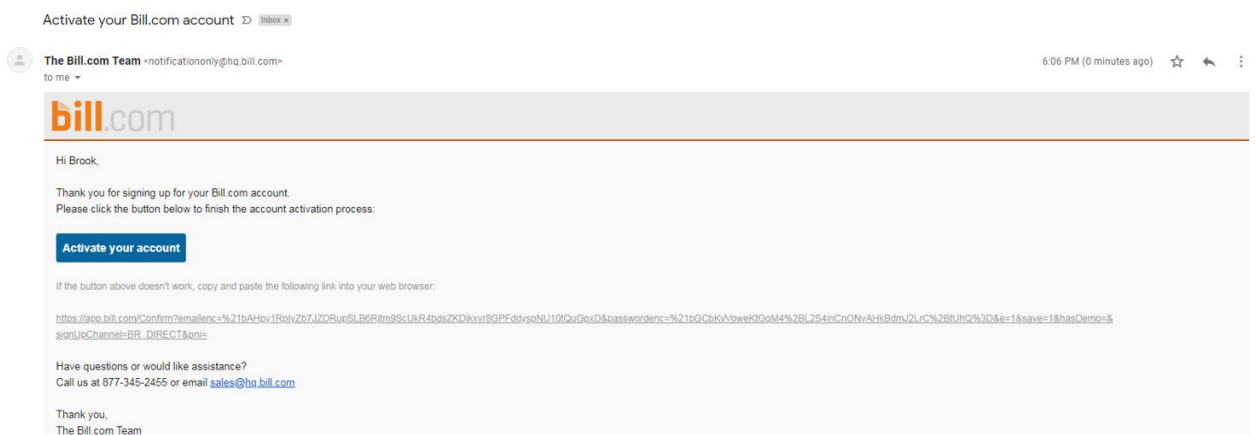 Activate your Bill.com account Inbox x
The Bill.com Team <notificationonly@hq.bill.com>
6:06 PM (0 minutes ago)
to me
bill.com
Hi Brook,
Thank you for signing up for your Bill.com account.
Please click the button below to finish the account activation process:
Activate your account
If the button above doesn't work, copy and paste the following link into your web browser:
signUpChannel=BR_DIRECT&pni=
Have questions or would like assistance?
Call us at 877-345-2455 or email sales@hq.bill.com
Thank you,
The Bill.com Team